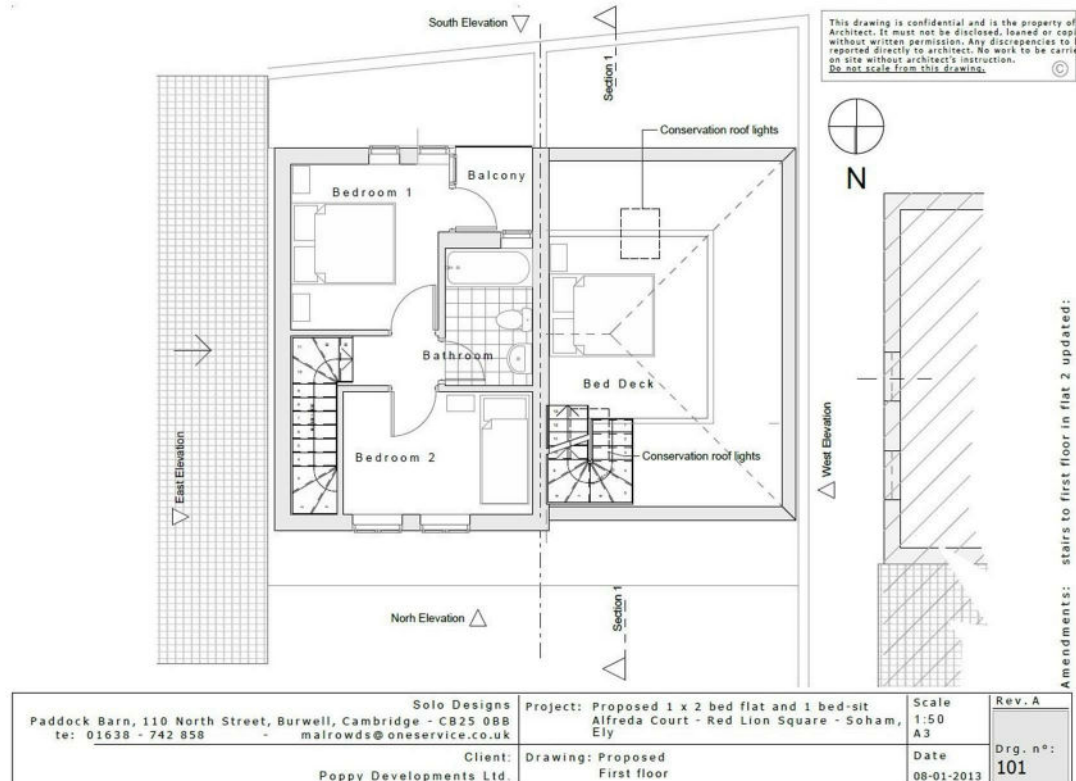 South Elevation
Section 1
This drawing is confidential and is the property of
Architect. It must not be disclosed, loaned or copi
without written permission. Any discrepencies to b
reported directly to architect. No work to be carrie
on site without architect's instruction.
Do not scale from this drawing.
©
Conservation roof lights
N
Balcony
Bedroom 1
Bathroom
Bed Deck
Bedroom 2
Conservation roof lights
East Elevation
West Elevation
Norh Elevation
Section 1
Amendments: stairs to first floor in flat 2 updated:
Solo Designs
Paddock Barn, 110 North Street, Burwell, Cambridge - CB25 0BB
te: 01638 - 742 858 - malrowds@oneservice.co.uk
Client:
Poppy Developments Ltd.
Project: Proposed 1 x 2 bed flat and 1 bed-sit
Alfreda Court - Red Lion Square - Soham,
Ely
Drawing: Proposed
First floor
Scale
1:50
A3
Date
08-01-2013
Rev. A
Drg. nº:
101